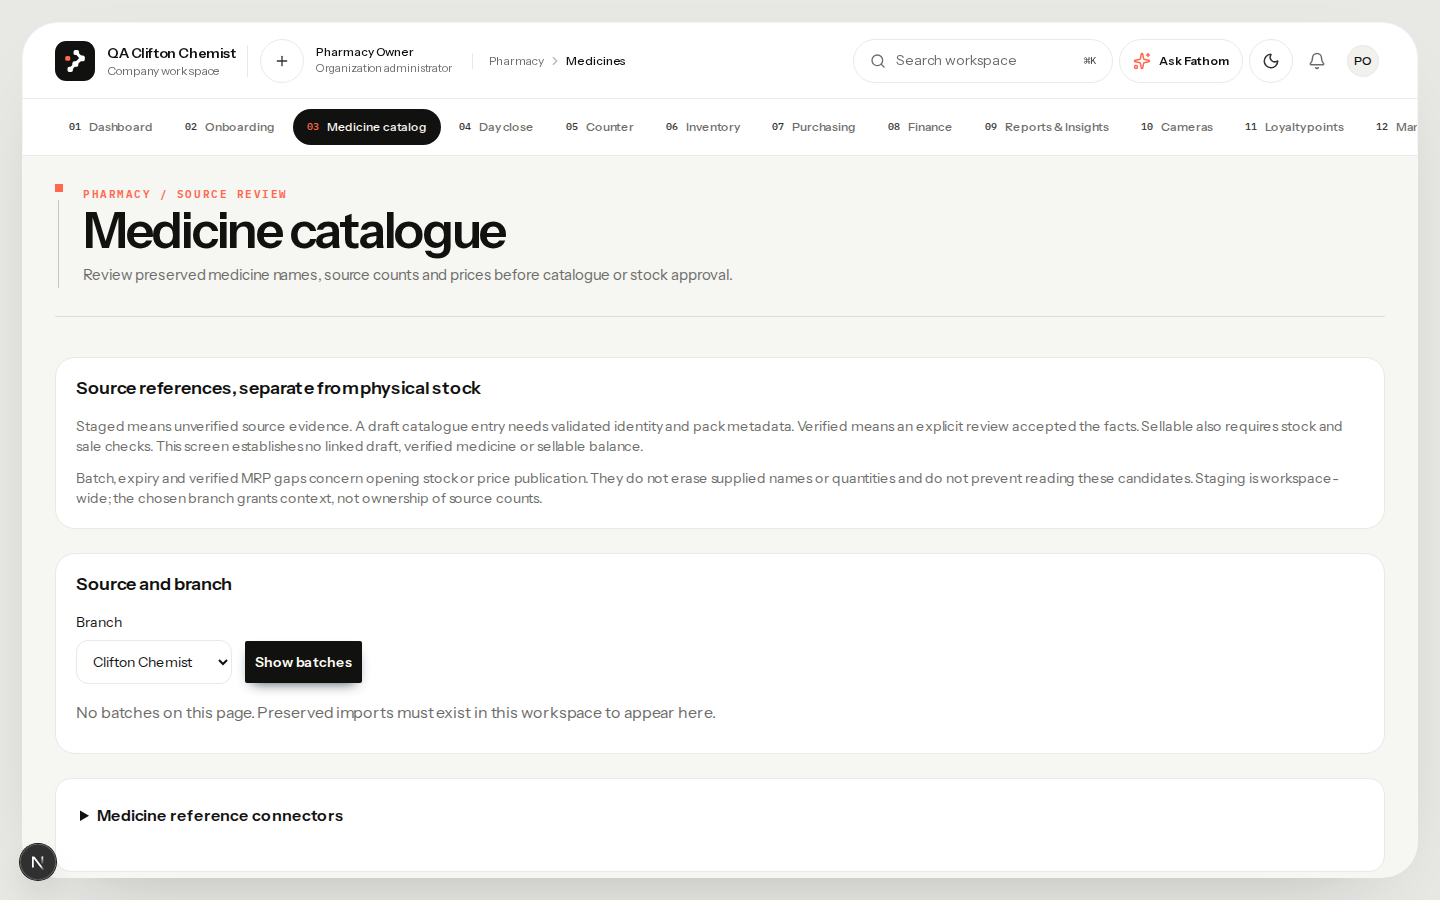 QA Clifton Chemist
Company workspace
Pharmacy Owner
Organization administrator
Pharmacy > Medicines
Search workspace
⌘K
Ask Fathom
PO
01 Dashboard
02 Onboarding
03 Medicine catalog
04 Day close
05 Counter
06 Inventory
07 Purchasing
08 Finance
09 Reports & Insights
10 Cameras
11 Loyalty points
12 Mar
PHARMACY / SOURCE REVIEW
Medicine catalogue
Review preserved medicine names, source counts and prices before catalogue or stock approval.
Source references, separate from physical stock
Staged means unverified source evidence. A draft catalogue entry needs validated identity and pack metadata. Verified means an explicit review accepted the facts. Sellable also requires stock and
sale checks. This screen establishes no linked draft, verified medicine or sellable balance.
Batch, expiry and verified MRP gaps concern opening stock or price publication. They do not erase supplied names or quantities and do not prevent reading these candidates. Staging is workspace-
wide; the chosen branch grants context, not ownership of source counts.
Source and branch
Branch
Clifton Chemist
Show batches
No batches on this page. Preserved imports must exist in this workspace to appear here.
Medicine reference connectors
N